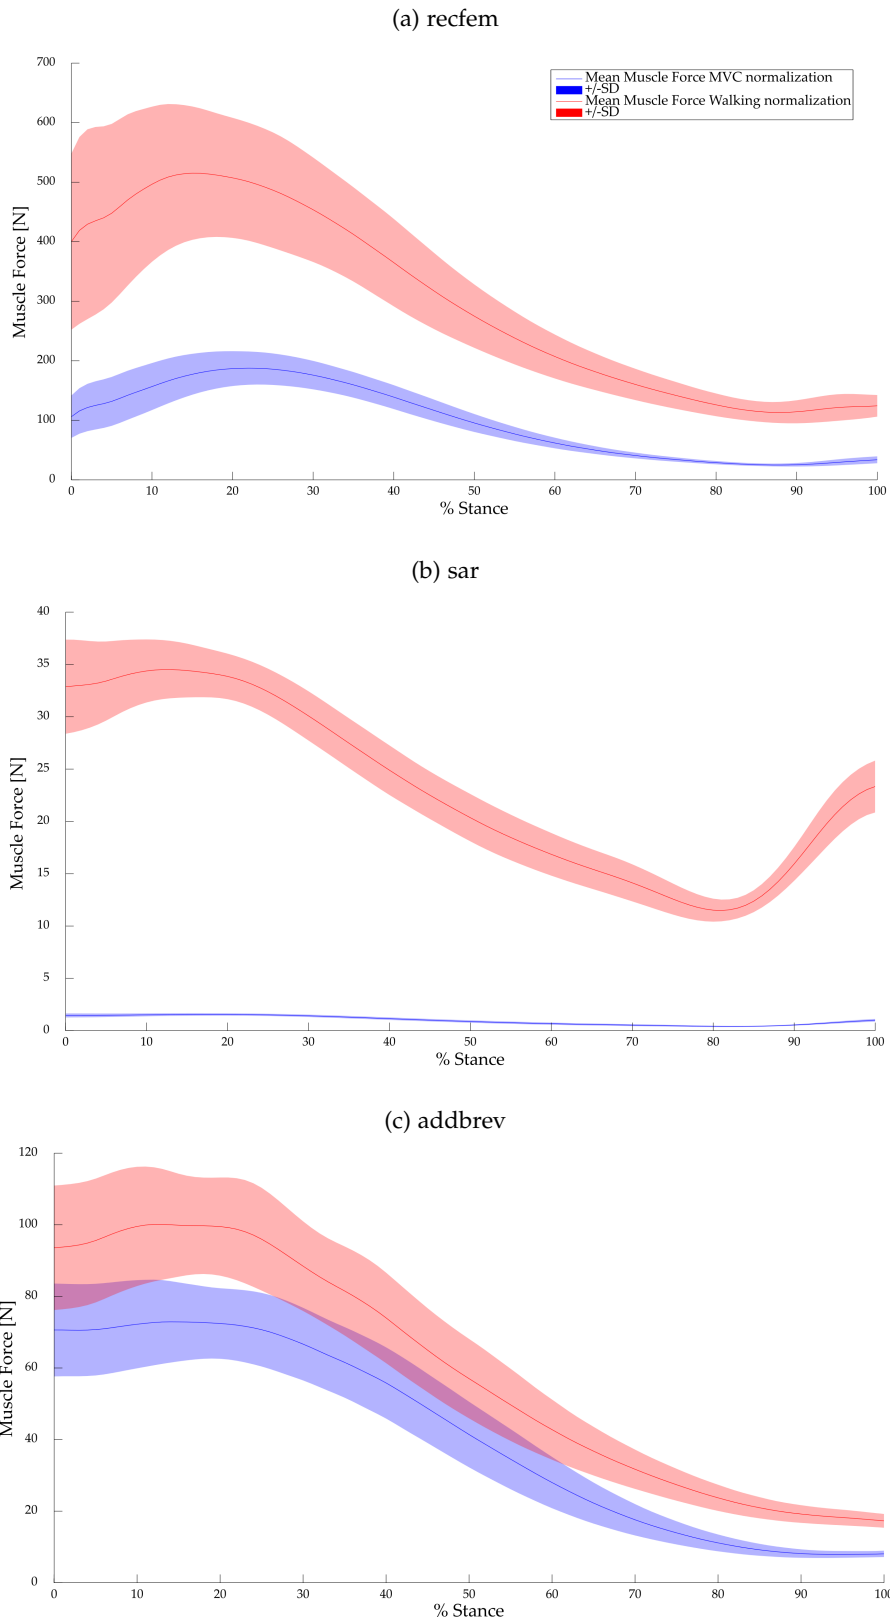 (a) recfem
700
600
500
400
300
200
100
0
Muscle Force [N]
Mean Muscle Force MVC normalization
+/-SD
Mean Muscle Force Walking normalization
+/-SD
0 10 20 30 40 50 60 70 80 90 100
% Stance
(b) sar
40
35
30
25
20
15
10
5
0
Muscle Force [N]
0 10 20 30 40 50 60 70 80 90 100
% Stance
(c) addbrev
120
100
80
60
40
20
0
Muscle Force [N]
0 10 20 30 40 50 60 70 80 90 100
% Stance